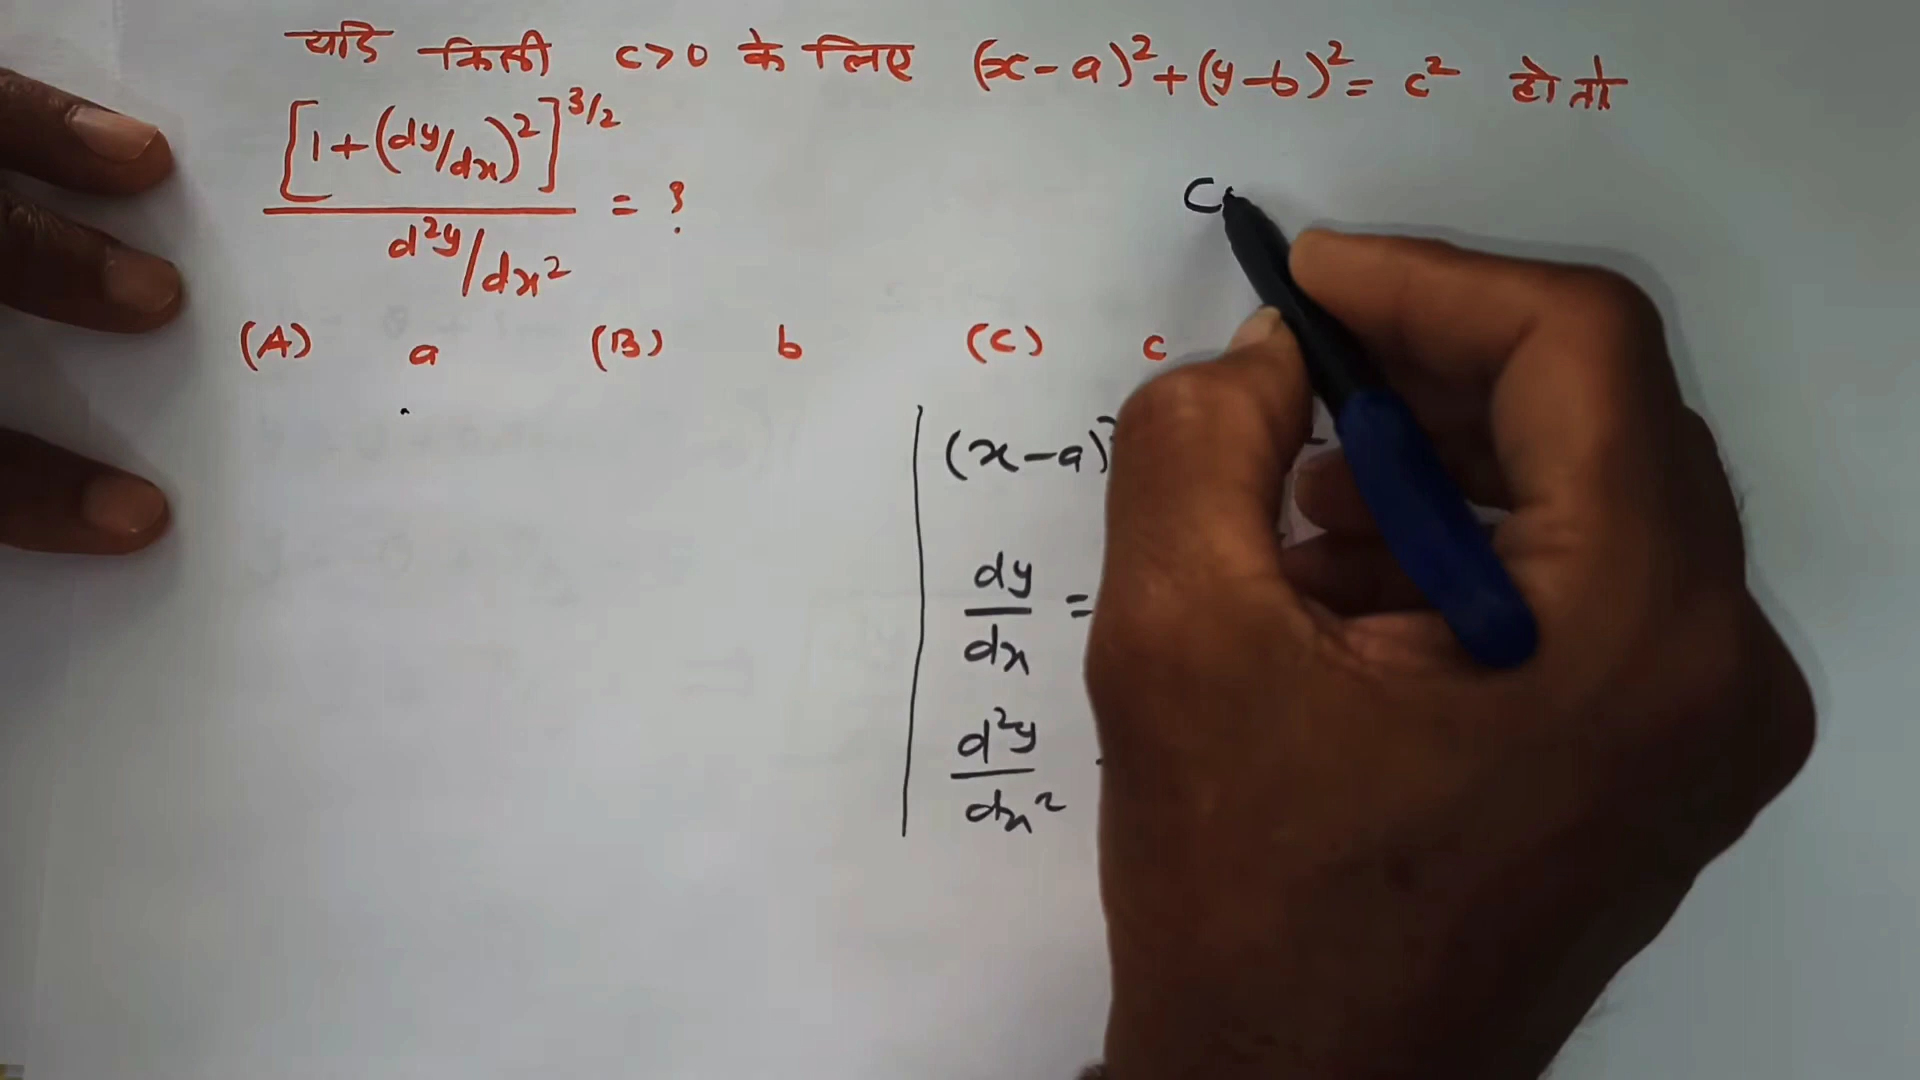 यदि किसी c>0 के लिए (x-a)²+(y-b)²= c² हो तो
[1+(dy/dx)²]^3/2
= ?
d²y/dx²
(A) a (B) b (C) c
(x-a)
dy/dx =
d²y/dx²